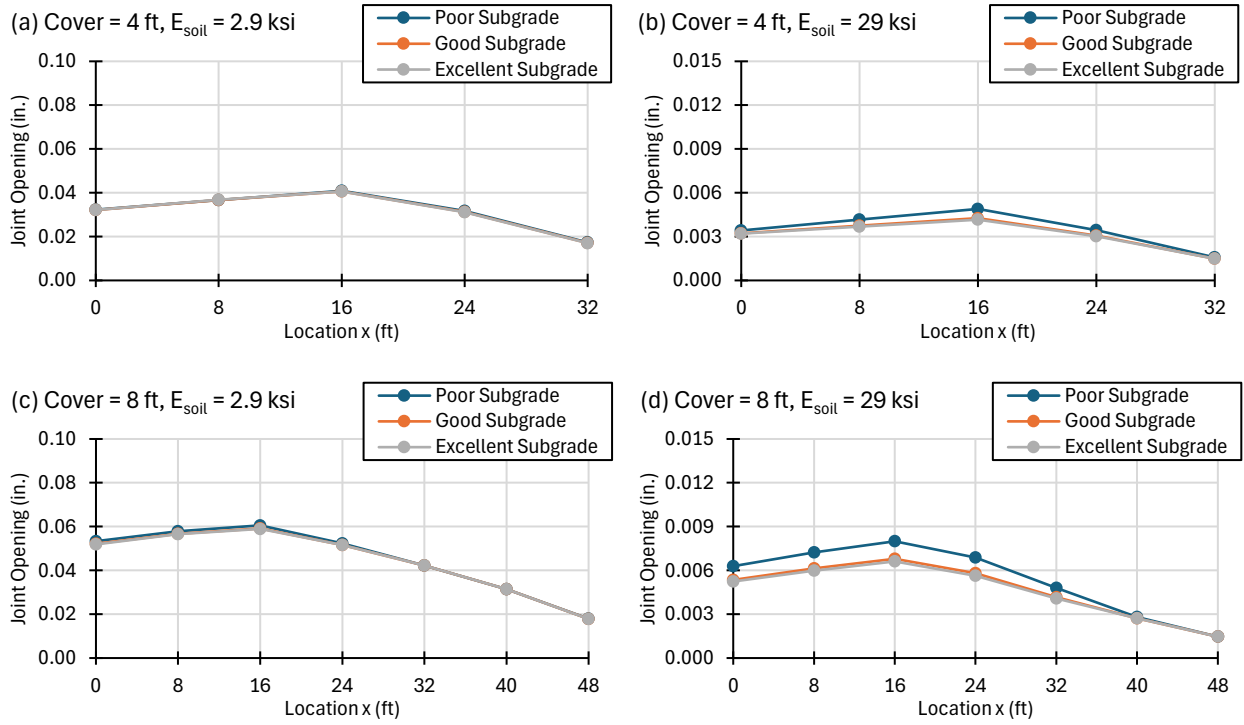 (a) Cover = 4 ft, Esoil = 2.9 ksi
Poor Subgrade
Good Subgrade
Excellent Subgrade
Joint Opening (in.)
0.10
0.08
0.06
0.04
0.02
0.00
0 8 16 24 32
Location x (ft)
(b) Cover = 4 ft, Esoil = 29 ksi
Poor Subgrade
Good Subgrade
Excellent Subgrade
Joint Opening (in.)
0.015
0.012
0.009
0.006
0.003
0.000
0 8 16 24 32
Location x (ft)
(c) Cover = 8 ft, Esoil = 2.9 ksi
Poor Subgrade
Good Subgrade
Excellent Subgrade
Joint Opening (in.)
0.10
0.08
0.06
0.04
0.02
0.00
0 8 16 24 32 40 48
Location x (ft)
(d) Cover = 8 ft, Esoil = 29 ksi
Poor Subgrade
Good Subgrade
Excellent Subgrade
Joint Opening (in.)
0.015
0.012
0.009
0.006
0.003
0.000
0 8 16 24 32 40 48
Location x (ft)